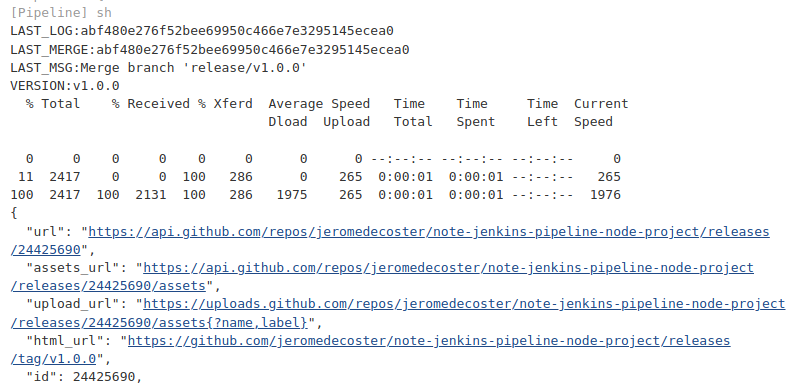 [Pipeline] sh
LAST_LOG:abf480e276f52bee69950c466e7e3295145ecea0
LAST_MERGE:abf480e276f52bee69950c466e7e3295145ecea0
LAST_MSG:Merge branch 'release/v1.0.0'
VERSION:v1.0.0
  % Total    % Received % Xferd  Average Speed   Time    Time     Time  Current
                                 Dload  Upload   Total   Spent    Left  Speed
  0     0    0     0    0     0      0      0 --:--:-- --:--:-- --:--:--     0
 11  2417    0     0  100   286      0    265  0:00:01  0:00:01 --:--:--   265
100  2417  100  2131  100   286   1975    265  0:00:01  0:00:01 --:--:--  1976
{
  "url": "https://api.github.com/repos/jeromedecoster/note-jenkins-pipeline-node-project/releases
/24425690",
  "assets_url": "https://api.github.com/repos/jeromedecoster/note-jenkins-pipeline-node-project
/releases/24425690/assets",
  "upload_url": "https://uploads.github.com/repos/jeromedecoster/note-jenkins-pipeline-node-project
/releases/24425690/assets{?name,label}",
  "html_url": "https://github.com/jeromedecoster/note-jenkins-pipeline-node-project/releases
/tag/v1.0.0",
  "id": 24425690,